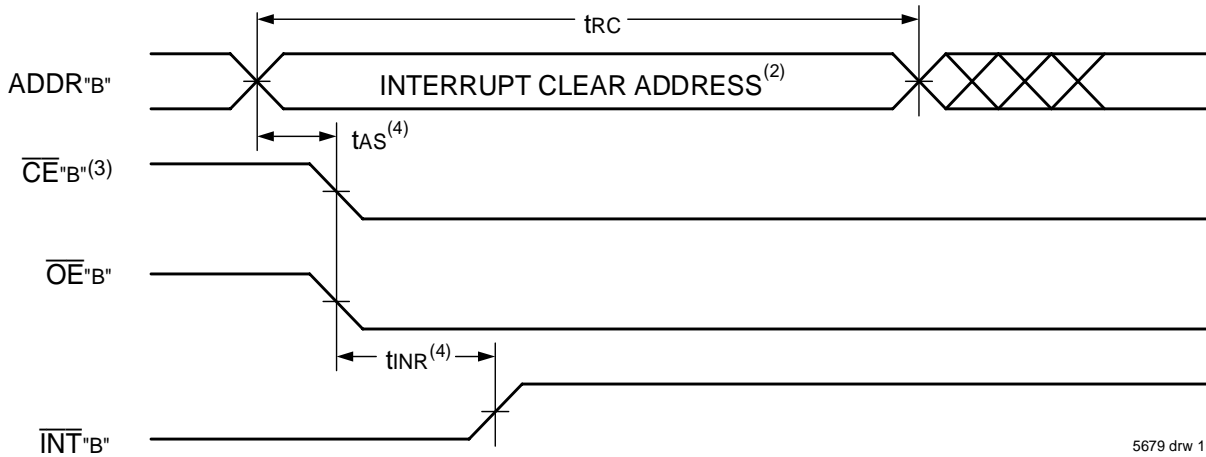 tRC
ADDR"B"
INTERRUPT CLEAR ADDRESS(2)
tAS(4)
CE"B"(3)
OE"B"
tINR(4)
INT"B"
5679 drw 1